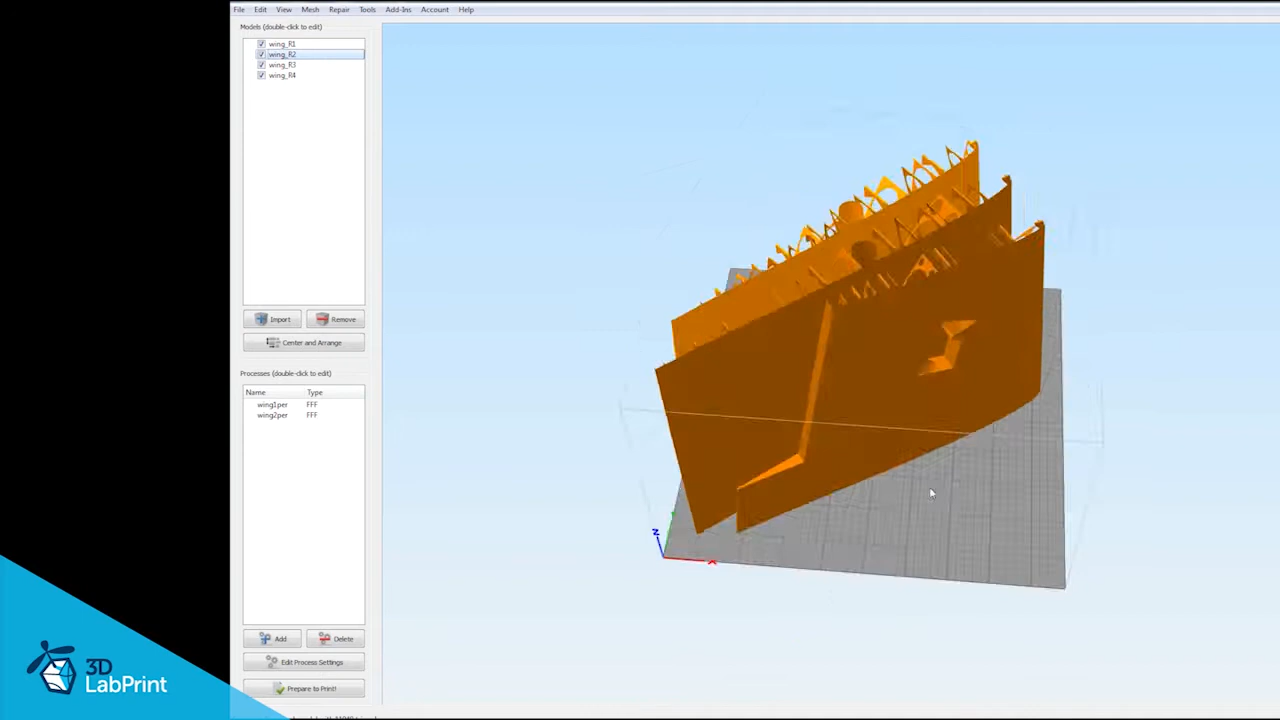 File Edit View Mesh Repair Tools Add-Ins Account Help
Models (double-click to edit)
wing_R1
wing_R2
wing_R3
wing_R4
Import Remove
Center and Arrange
Processes (double-click to edit)
Name Type
wing1per FFF
wing2per FFF
Add Delete
Edit Process Settings
Prepare to Print!
Z
X
3D
LabPrint